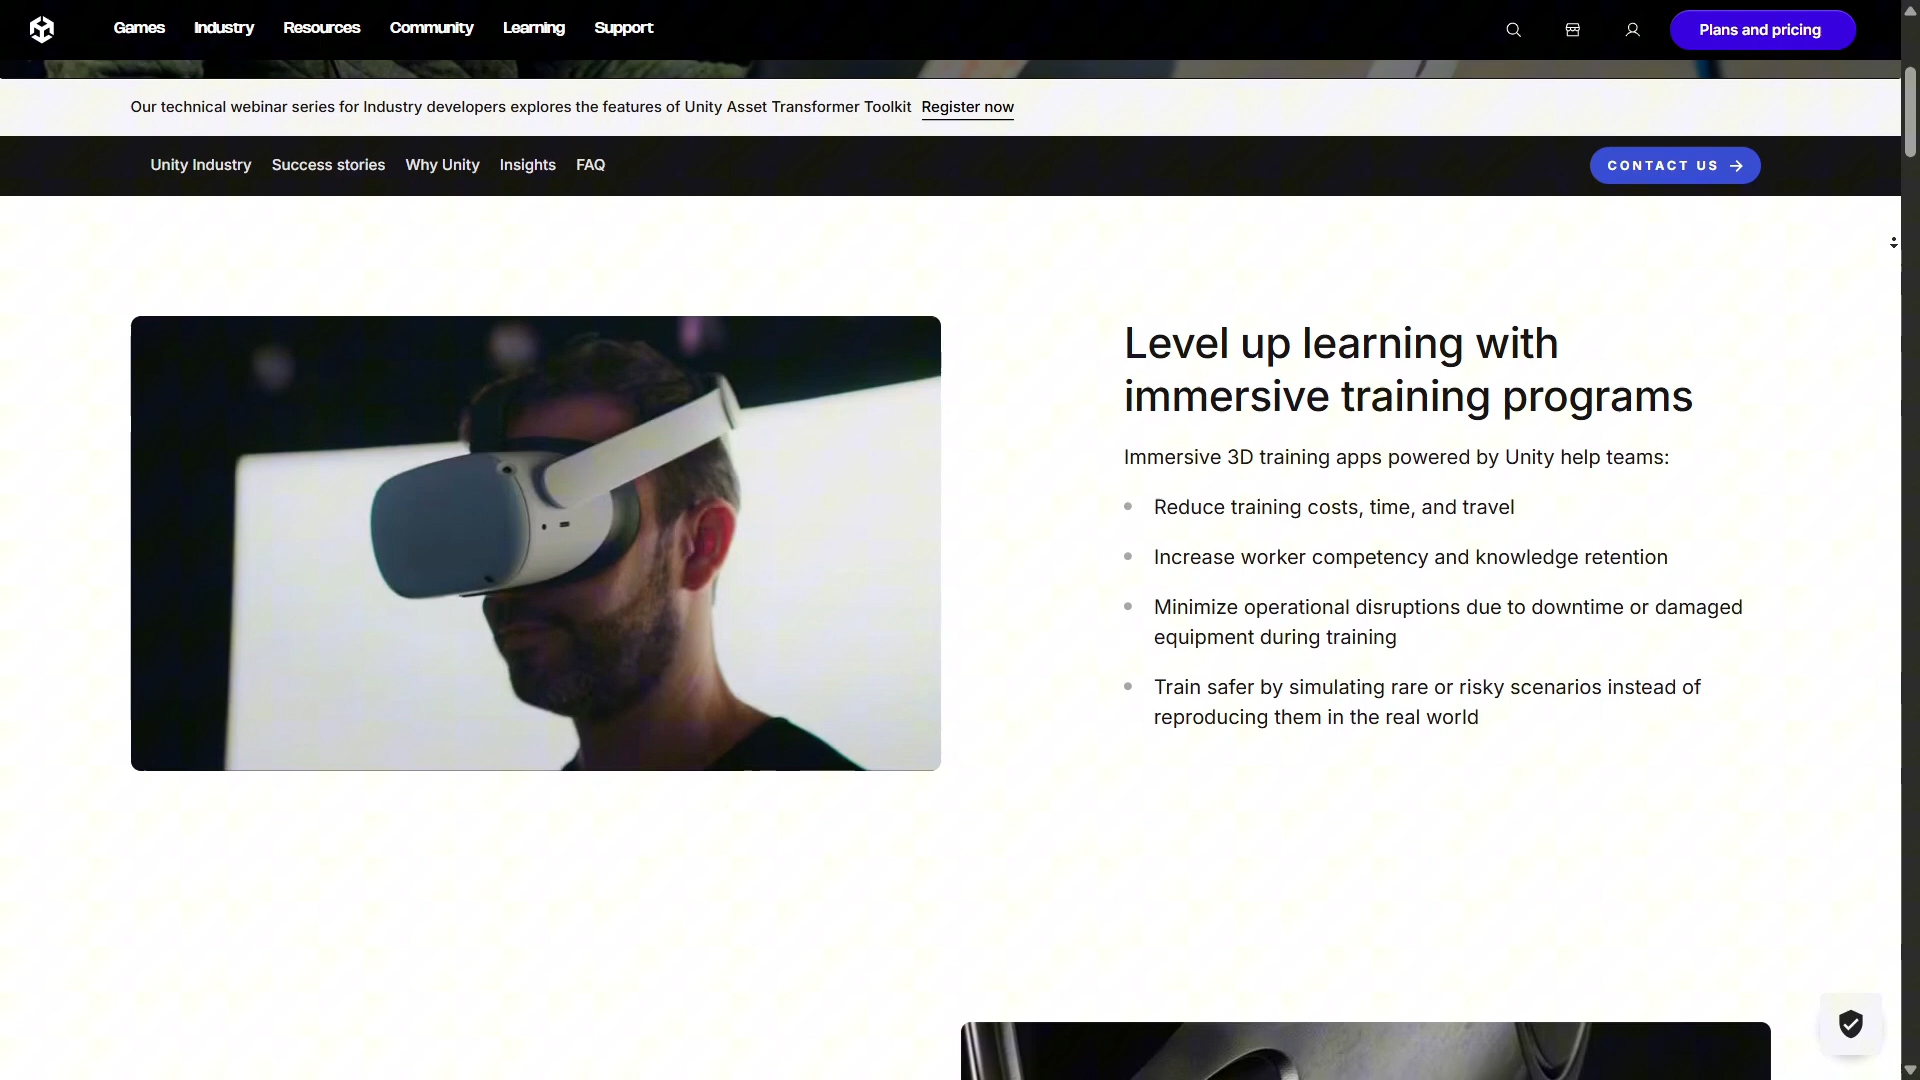 Games Industry Resources Community Learning Support Plans and pricing
Our technical webinar series for Industry developers explores the features of Unity Asset Transformer Toolkit Register now
Unity Industry Success stories Why Unity Insights FAQ CONTACT US
Level up learning with
immersive training programs
Immersive 3D training apps powered by Unity help teams:
Reduce training costs, time, and travel
Increase worker competency and knowledge retention
Minimize operational disruptions due to downtime or damaged
equipment during training
Train safer by simulating rare or risky scenarios instead of
reproducing them in the real world